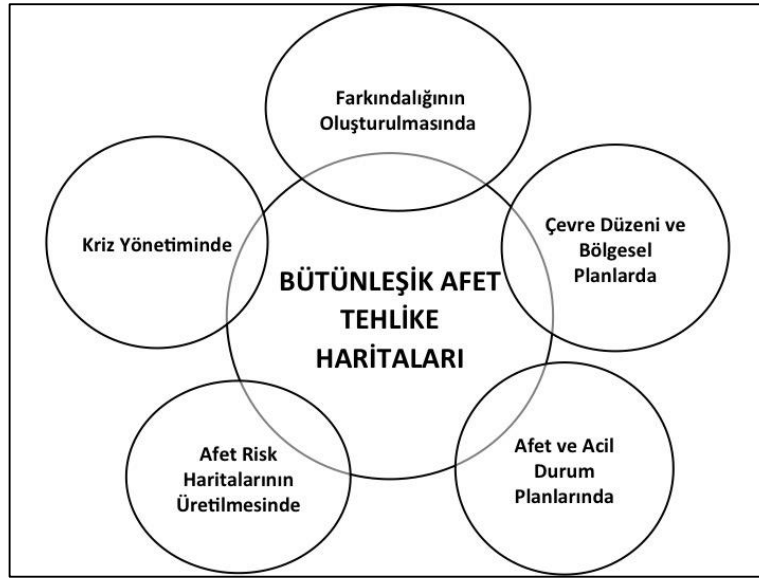 Farkındalığının
Oluşturulmasında
Kriz Yönetiminde
Çevre Düzeni ve
Bölgesel
Planlarda
BÜTÜNLEŞİK AFET
TEHLİKE
HARİTALARI
Afet Risk
Haritalarının
Üretilmesinde
Afet ve Acil
Durum
Planlarında